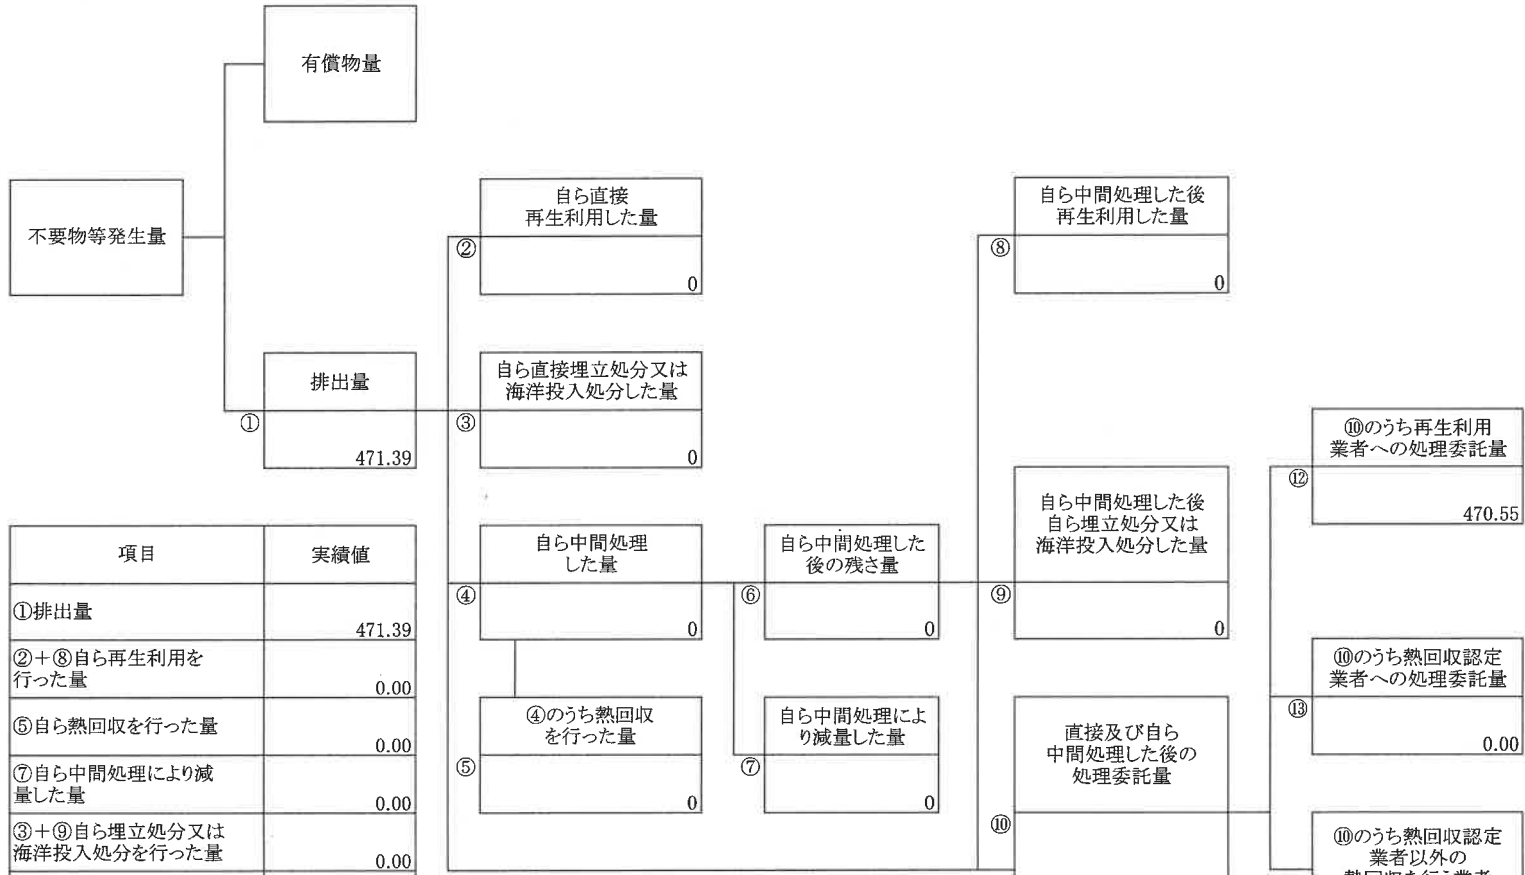 有償物量
不要物等発生量
自ら直接
再生利用した量
②
0
自ら中間処理した後
再生利用した量
⑧
0
排出量
①
471.39
自ら直接埋立処分又は
海洋投入処分した量
③
0
⑩のうち再生利用
業者への処理委託量
⑫
470.55
自ら中間処理
した量
④
0
自ら中間処理した
後の残さ量
⑥
0
自ら中間処理した後
自ら埋立処分又は
海洋投入処分した量
⑨
0
⑩のうち熱回収認定
業者への処理委託量
⑬
0.00
④のうち熱回収
を行った量
⑤
0
自ら中間処理によ
り減量した量
⑦
0
直接及び自ら
中間処理した後の
処理委託量
⑩
⑩のうち熱回収認定
業者以外の
項目
実績値
①排出量
471.39
②+⑧自ら再生利用を
行った量
0.00
⑤自ら熱回収を行った量
0.00
⑦自ら中間処理により減
量した量
0.00
③+⑨自ら埋立処分又は
海洋投入処分を行った量
0.00